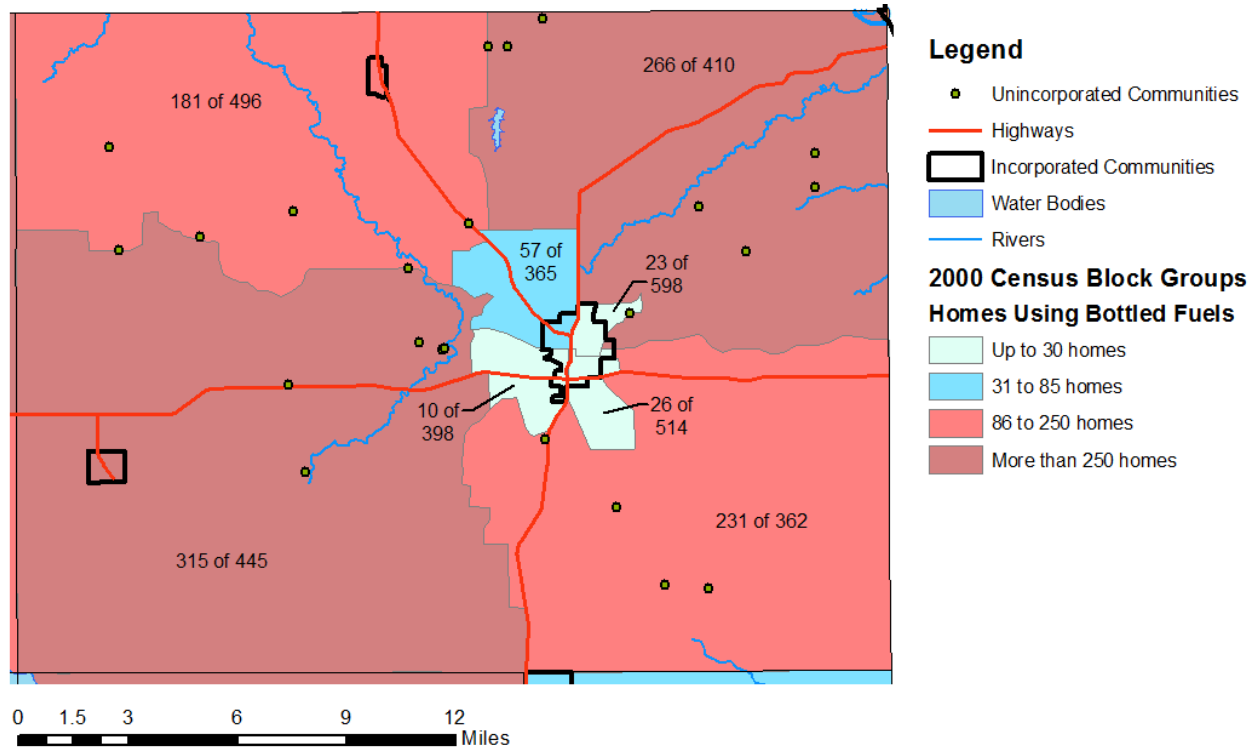 266 of 410
181 of 496
57 of
365
23 of
598
10 of
398
26 of
514
231 of 362
315 of 445
0 1.5 3 6 9 12
Miles
Legend
Unincorporated Communities
Highways
Incorporated Communities
Water Bodies
Rivers
2000 Census Block Groups
Homes Using Bottled Fuels
Up to 30 homes
31 to 85 homes
86 to 250 homes
More than 250 homes